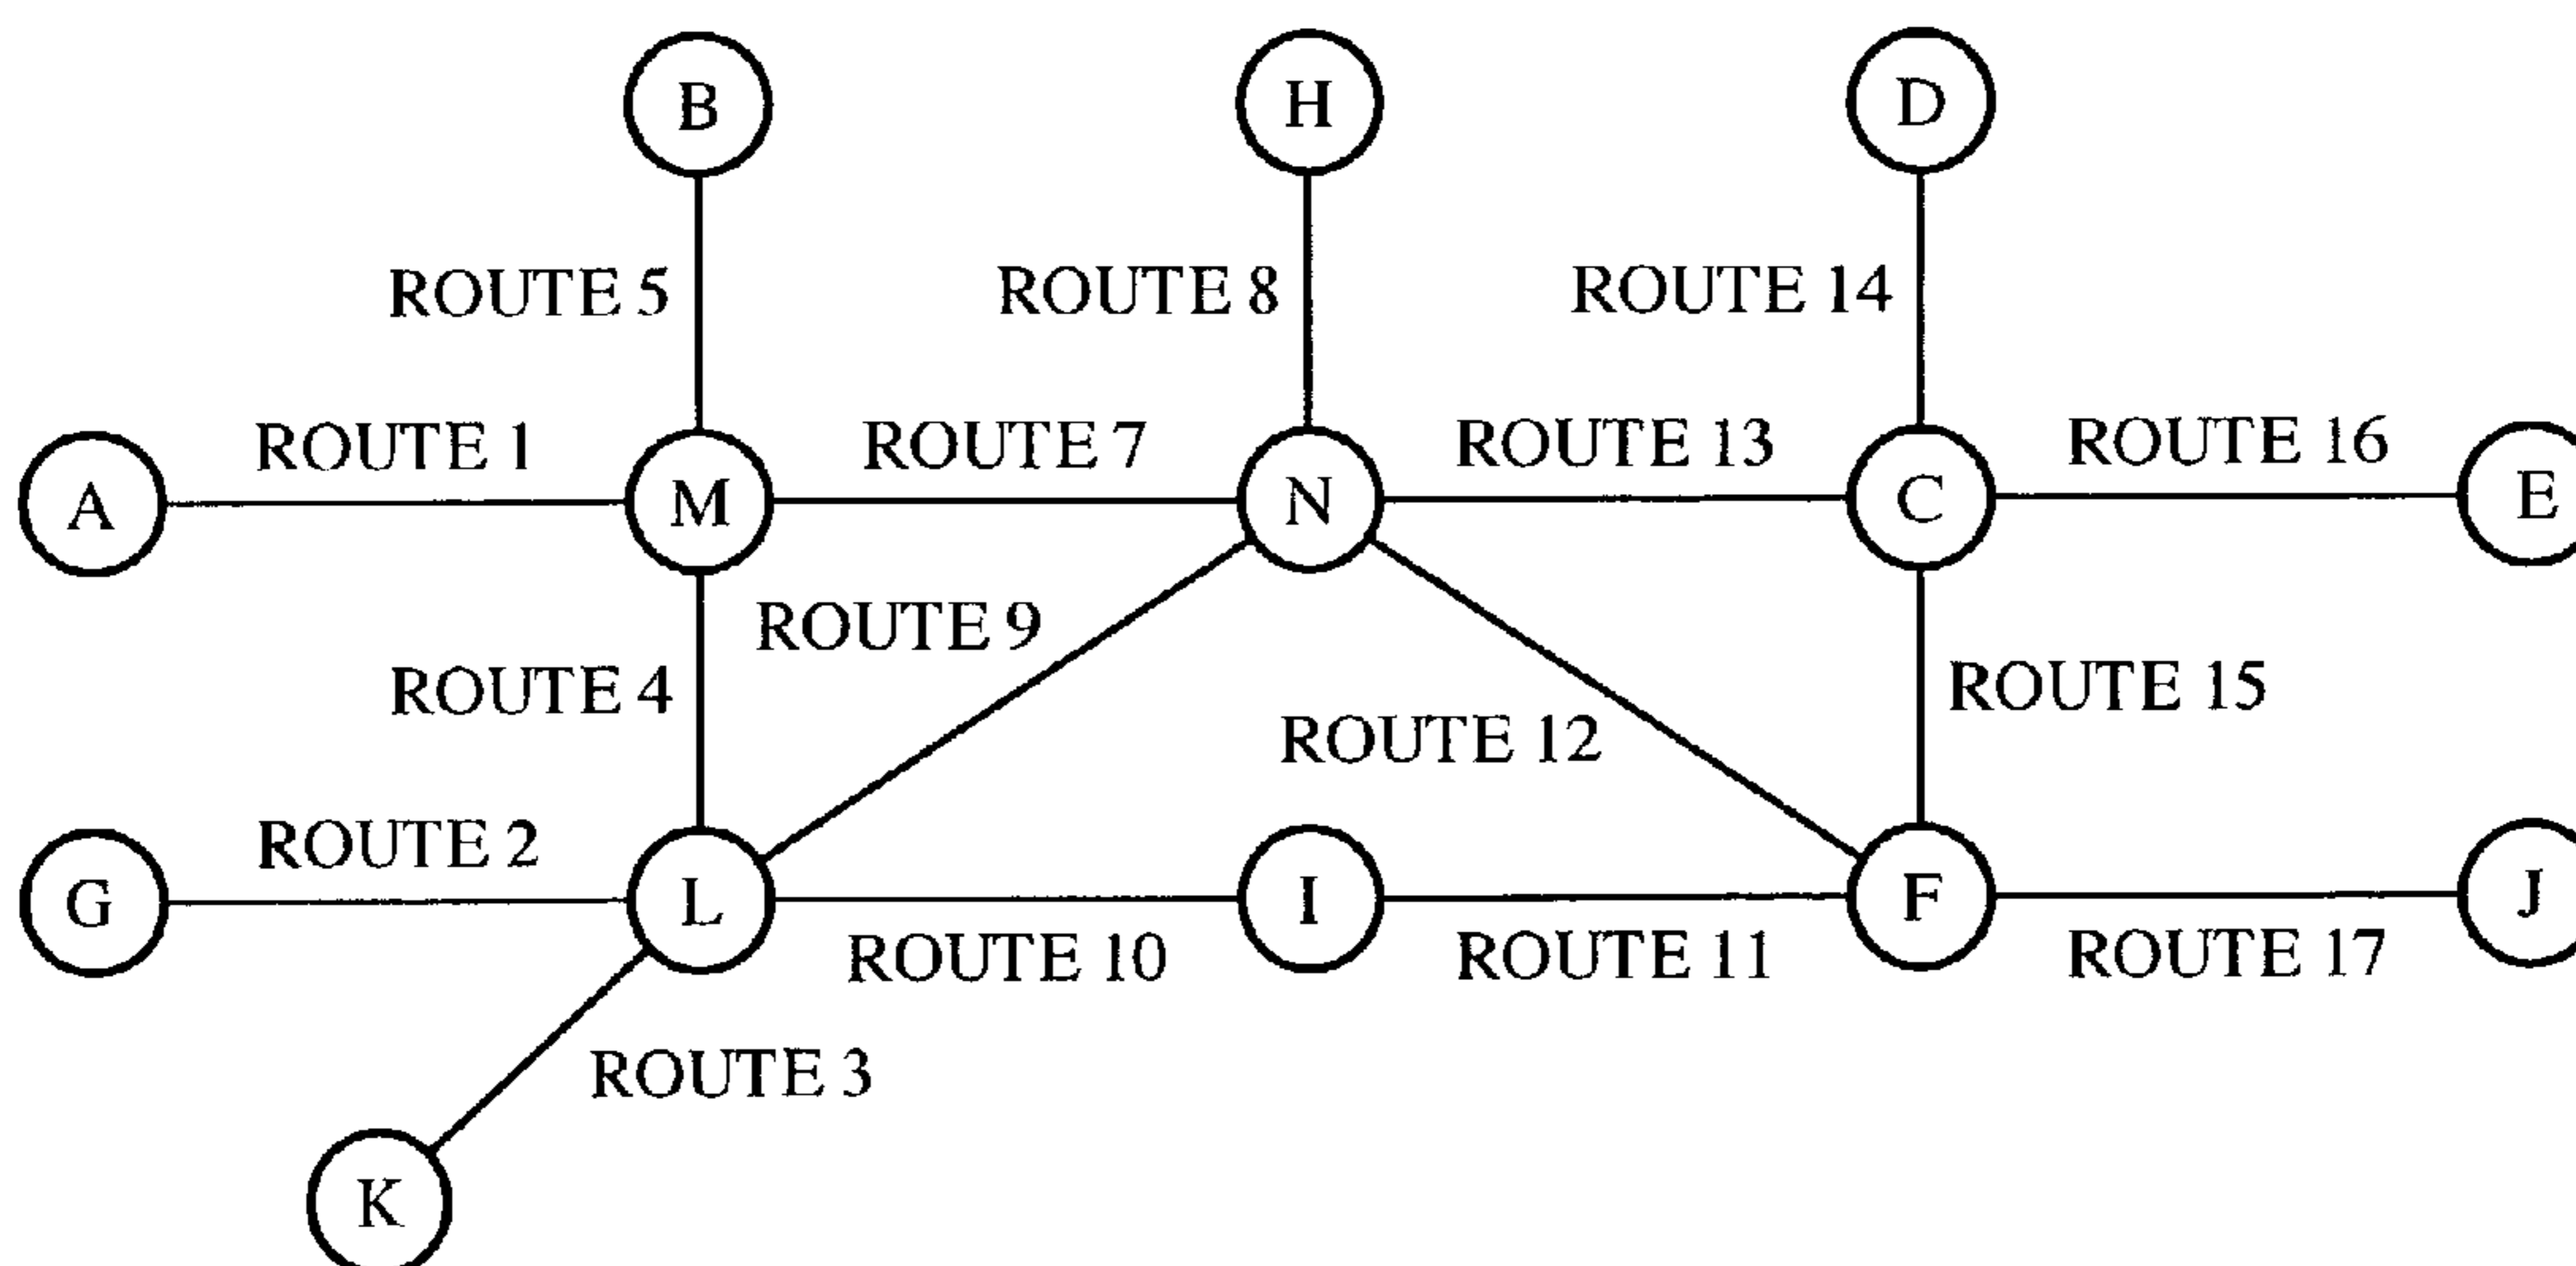 B H D
ROUTE 5 ROUTE 8 ROUTE 14
ROUTE 1 ROUTE 7 ROUTE 13 ROUTE 16
A M N C E
ROUTE 9
ROUTE 4 ROUTE 15
ROUTE 12
ROUTE 2
G L I F J
ROUTE 10 ROUTE 11 ROUTE 17
ROUTE 3
K